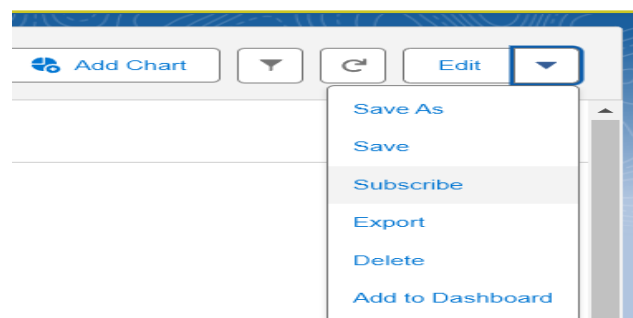 Add Chart
Edit
Save As
Save
Subscribe
Export
Delete
Add to Dashboard